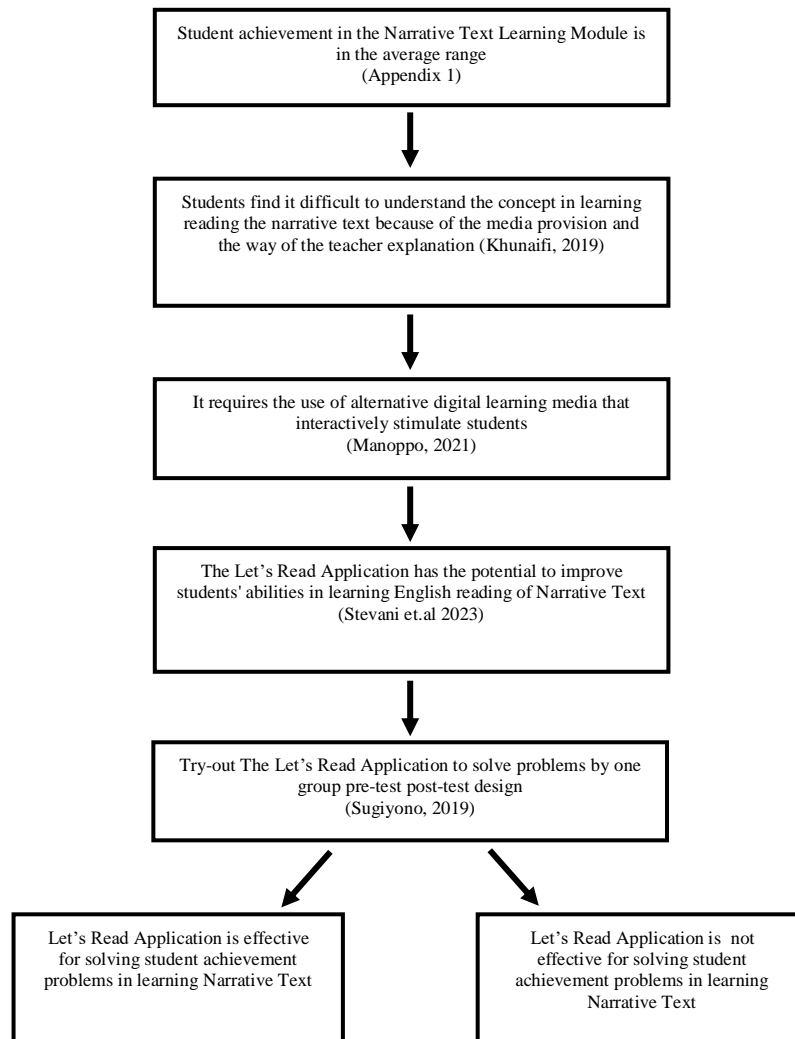 Student achievement in the Narrative Text Learning Module is
in the average range
(Appendix 1)
Students find it difficult to understand the concept in learning
reading the narrative text because of the media provision and
the way of the teacher explanation (Khunaifi, 2019)
It requires the use of alternative digital learning media that
interactively stimulate students
(Manoppo, 2021)
The Let’s Read Application has the potential to improve
students' abilities in learning English reading of Narrative Text
(Stevani et.al 2023)
Try-out The Let’s Read Application to solve problems by one
group pre-test post-test design
(Sugiyono, 2019)
Let’s Read Application is effective
for solving student achievement
problems in learning Narrative Text
Let’s Read Application is  not
effective for solving student
achievement problems in learning
Narrative Text